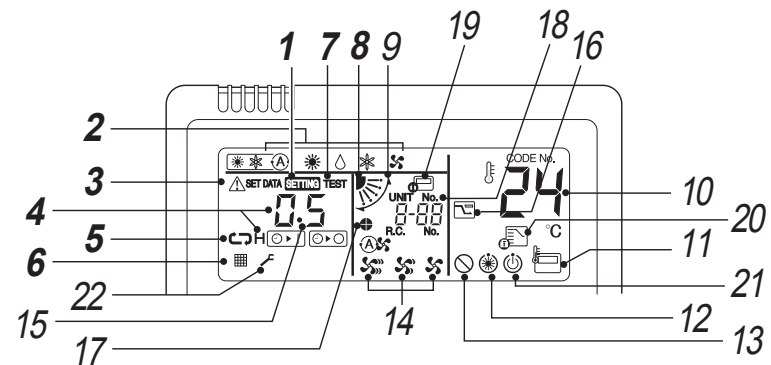 1 7 8 9 19 18 16
2
3 SET DATA SETTING TEST UNIT No. CODE No. 24 10
4 0.5 8-88 °C 20
5 H R.C. No. 11
6 A A
22 15 17 14 13 12 21